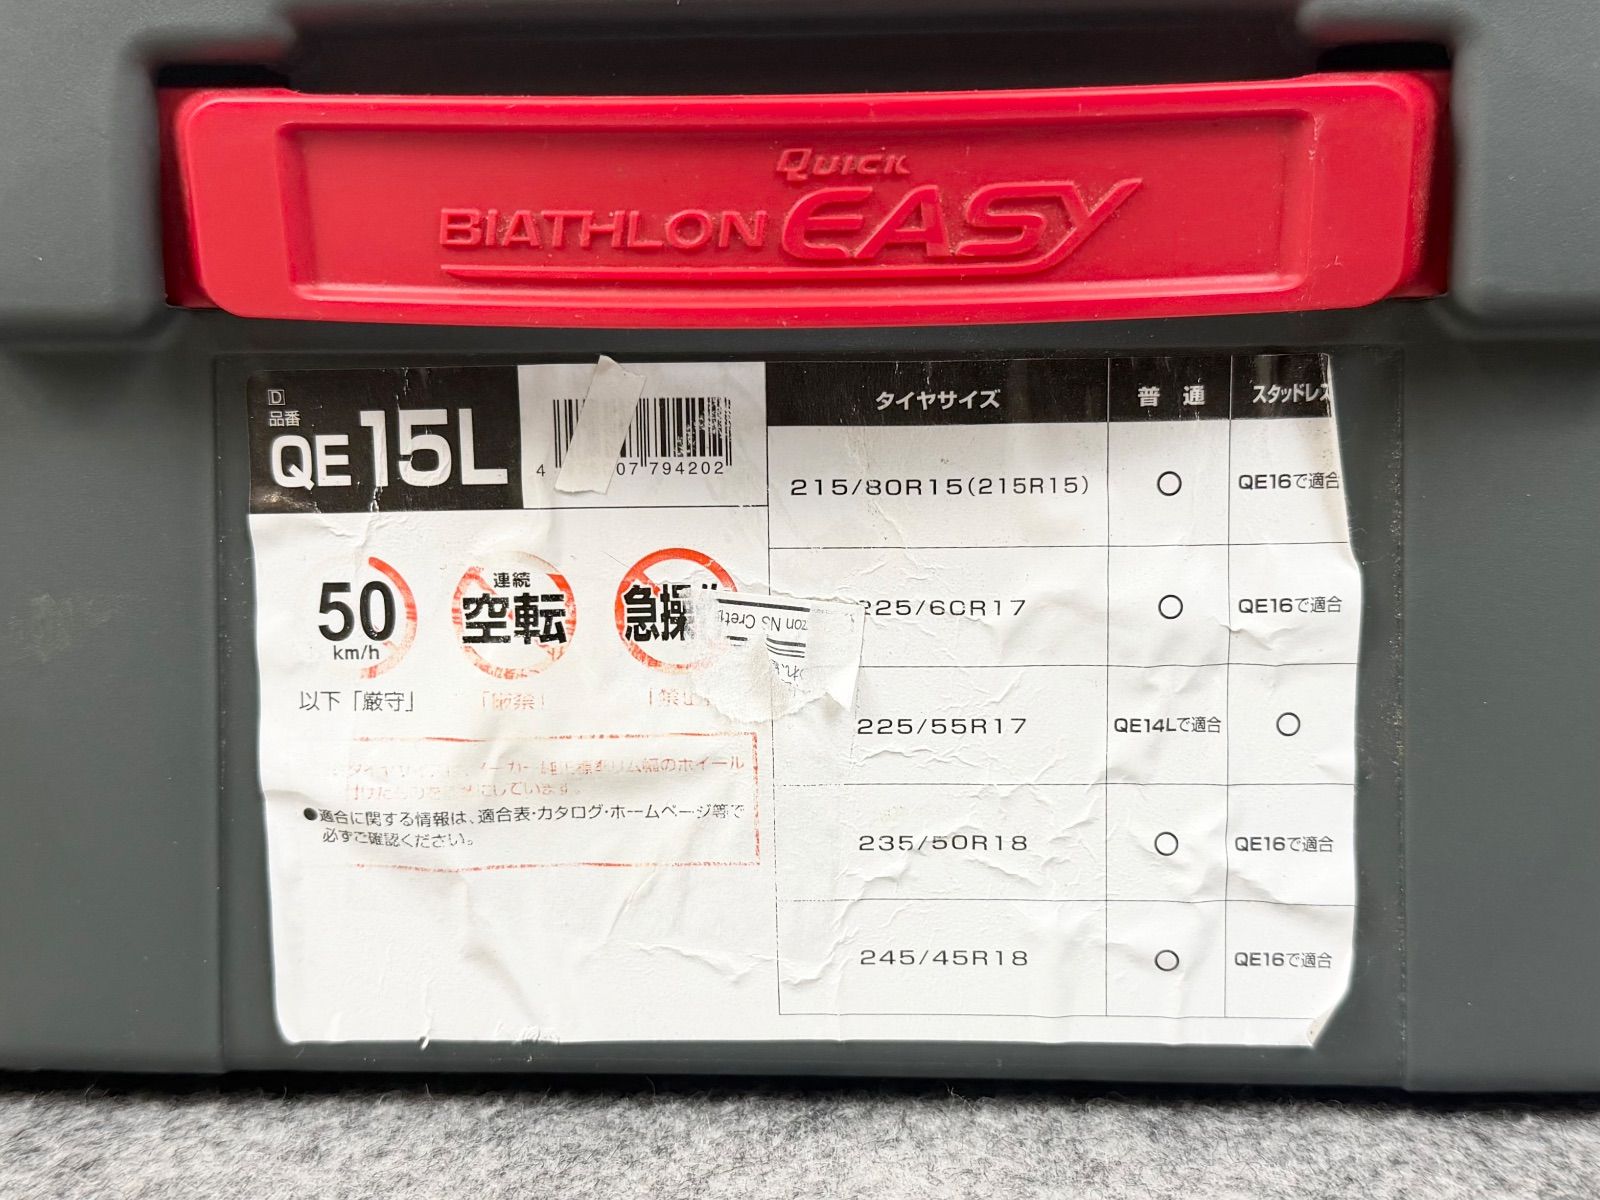 QUICK
BIATHLON EASY
D
品番
QE15L
07 794202
タイヤサイズ 普通 スタッドレス
215/80R15(215R15) ○ QE16で適合
225/60R17 ○ QE16で適合
225/55R17 QE14Lで適合 ○
235/50R18 ○ QE16で適合
245/45R18 ○ QE16で適合
50
km/h
以下「厳守」
連続
空転
「厳禁」
急操
●適合に関する情報は、適合表・カタログ・ホームページ等で
必ずご確認ください。